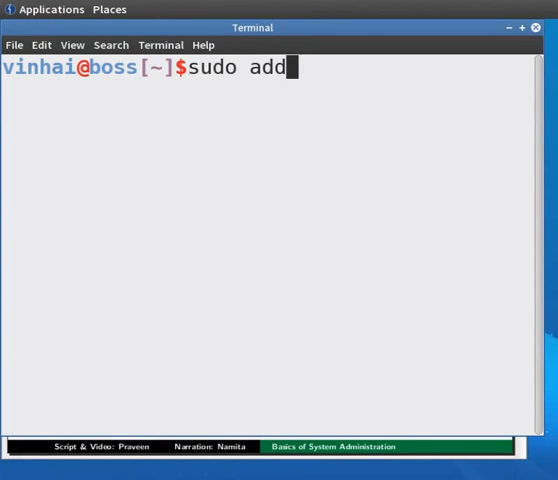 Applications Places
Terminal
File Edit View Search Terminal Help
vinhai@boss[~]$sudo add
Script & Video: Praveen Narration: Namita Basics of System Administration